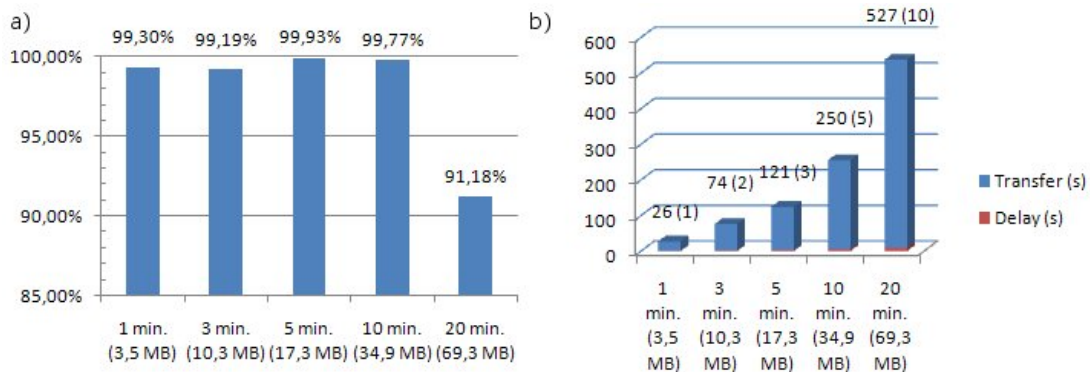 a)
99,30% 99,19% 99,93% 99,77%
100,00%
95,00%
91,18%
90,00%
85,00%
1 min. 3 min. 5 min. 10 min. 20 min.
(3,5 MB) (10,3 MB) (17,3 MB) (34,9 MB) (69,3 MB)
b)
527 (10)
600
500
400
250 (5)
300
121 (3)
74 (2)
200
26 (1)
100
0
Transfer (s)
Delay (s)
1 3 5 10 20
min. min. min. min. min.
(3,5 (10,3 (17,3 (34,9 (69,3
MB) MB) MB) MB) MB)